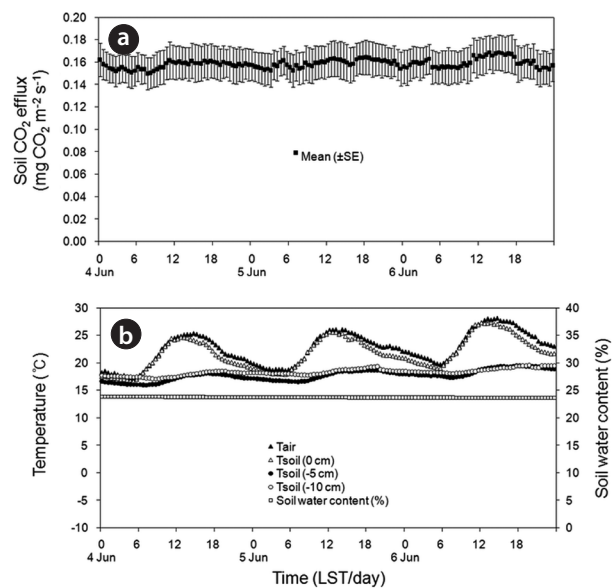 a
Soil CO2 efflux
(mg CO2 m-2 s-1)
0.20
0.18
0.16
0.14
0.12
0.10
0.08
0.06
0.04
0.02
0.00
Mean (±SE)
0 6 12 18 0 6 12 18 0 6 12 18
4 Jun 5 Jun 6 Jun
b
Temperature (℃)
30
25
20
15
10
5
0
-5
-10
Tair
Tsoil (0 cm)
Tsoil (-5 cm)
Tsoil (-10 cm)
Soil water content (%)
40
35
30
25
20
15
10
5
0
Soil water content (%)
0 6 12 18 0 6 12 18 0 6 12 18
4 Jun 5 Jun 6 Jun
Time (LST/day)